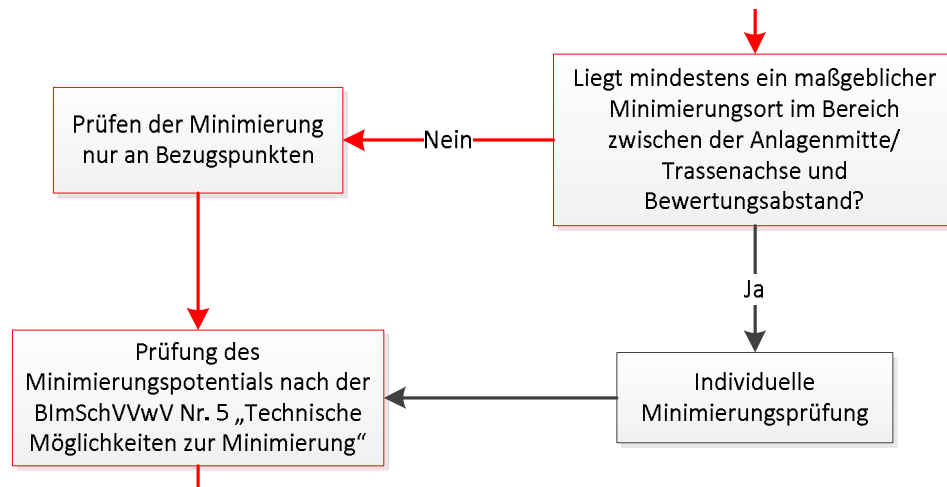 Liegt mindestens ein maßgeblicher
Minimierungsort im Bereich
zwischen der Anlagenmitte/
Trassenachse und
Bewertungsabstand?
Nein
Prüfen der Minimierung
nur an Bezugspunkten
Ja
Individuelle
Minimierungsprüfung
Prüfung des
Minimierungspotentials nach der
BImSchVVwV Nr. 5 „Technische
Möglichkeiten zur Minimierung“